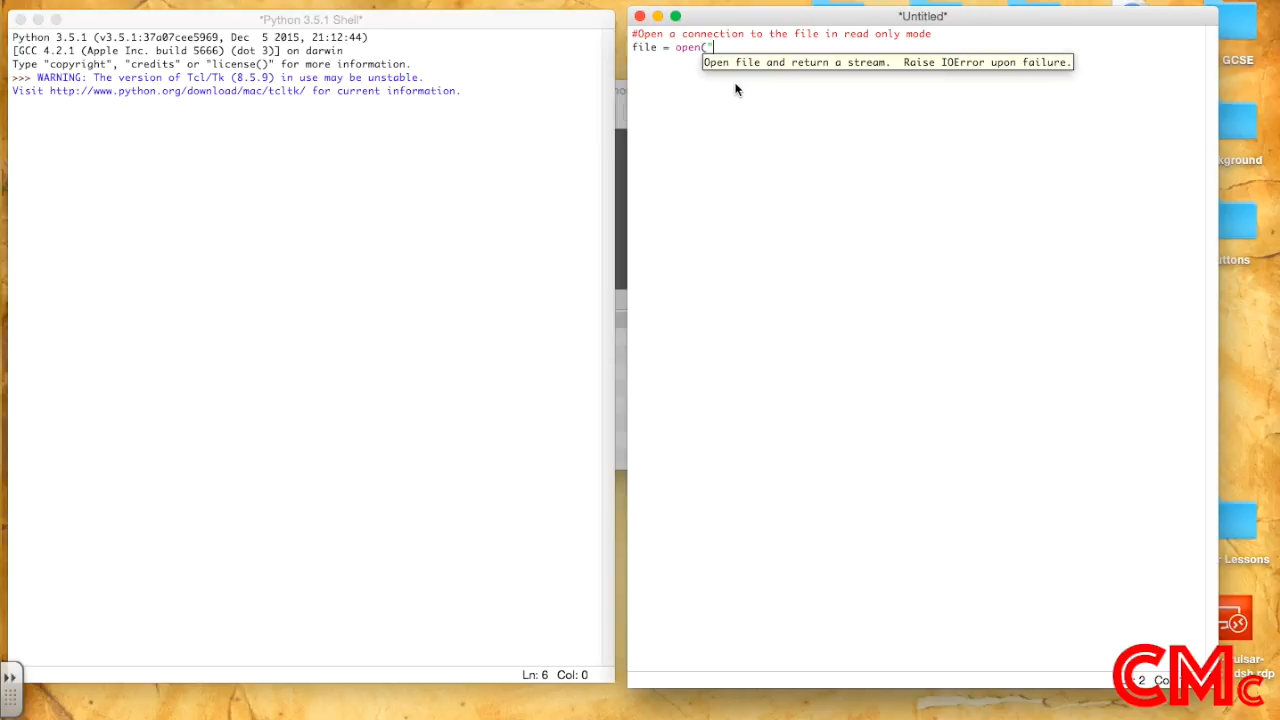 *Python 3.5.1 Shell*
Python 3.5.1 (v3.5.1:37a07cee5969, Dec  5 2015, 21:12:44)
[GCC 4.2.1 (Apple Inc. build 5666) (dot 3)] on darwin
Type "copyright", "credits" or "license()" for more information.
>>> WARNING: The version of Tcl/Tk (8.5.9) in use may be unstable.
Visit http://www.python.org/download/mac/tcltk/ for current information.
Ln: 6 Col: 0
*Untitled*
#Open a connection to the file in read only mode
file = open("
Open file and return a stream.  Raise IOError upon failure.
2
GCSE
Lessons
CMc